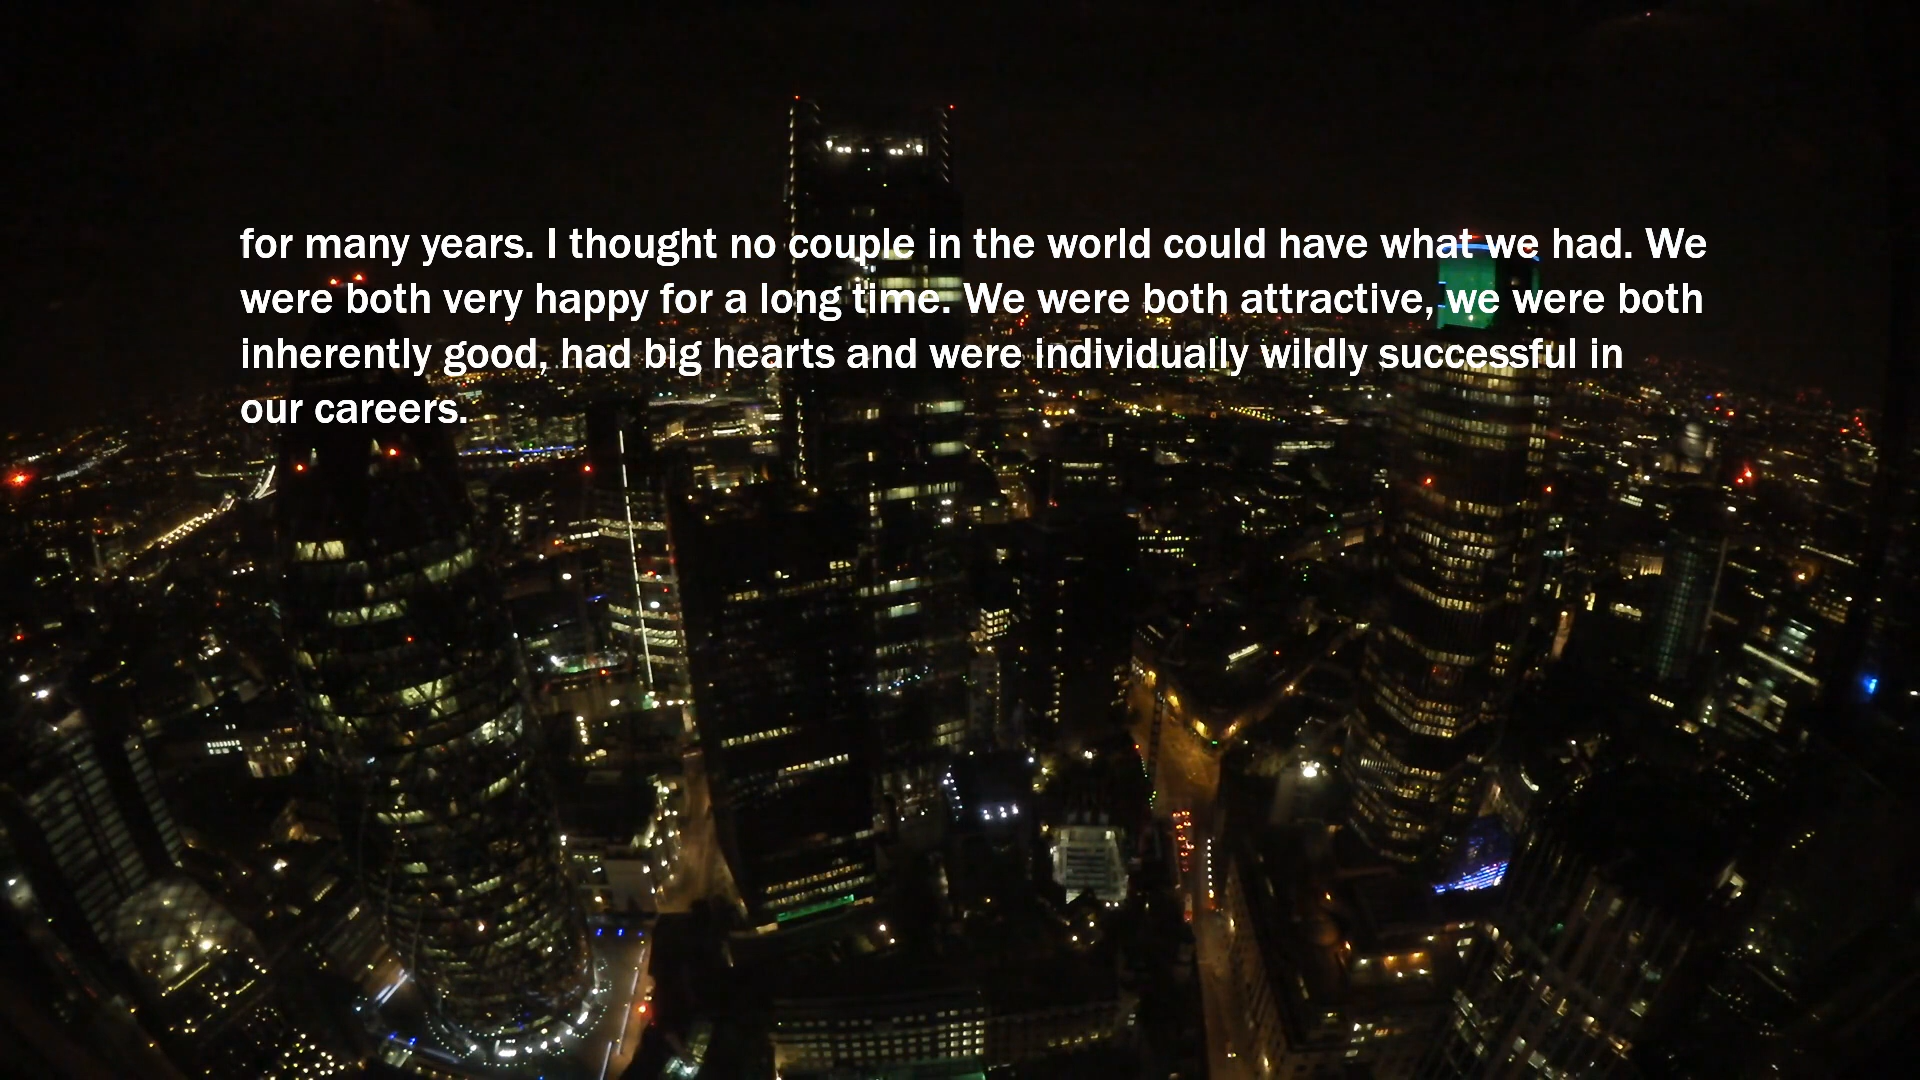 for many years. I thought no couple in the world could have what we had. We
were both very happy for a long time. We were both attractive, we were both
inherently good, had big hearts and were individually wildly successful in
our careers.